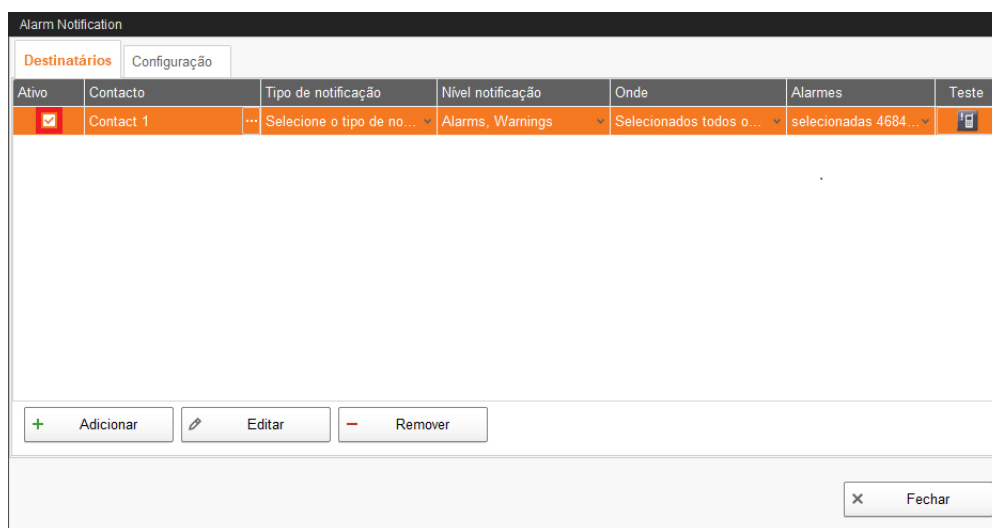 Alarm Notification
Destinatários Configuração
Ativo Contacto Tipo de notificação Nível notificação Onde Alarmes Teste
Contact 1 ... Selecione o tipo de no... Alarms, Warnings Selecionados todos o... selecionadas 4684...
Adicionar Editar Remover
Fechar